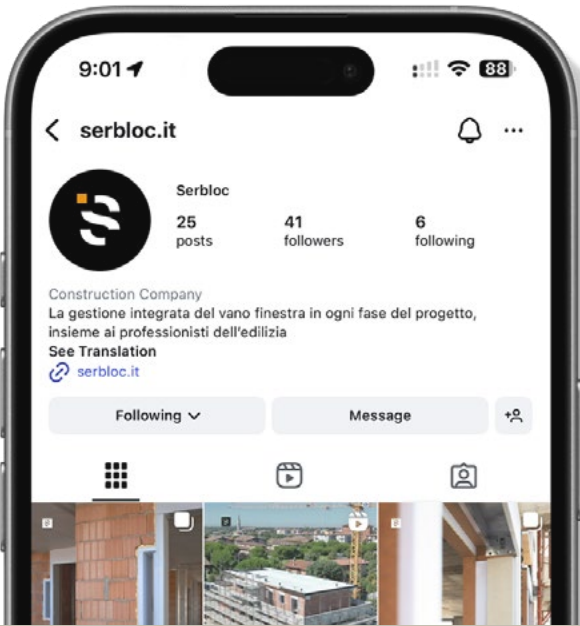 9:01
88
serbloc.it
Serbloc
25 41 6
posts followers following
Construction Company
La gestione integrata del vano finestra in ogni fase del progetto,
insieme ai professionisti dell'edilizia
See Translation
serbloc.it
Following Message